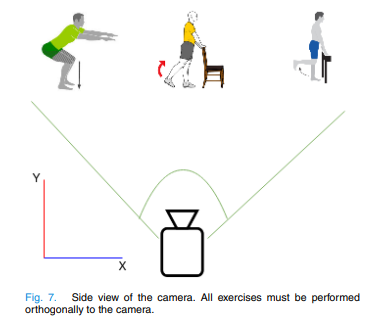 Y
X
Fig. 7. Side view of the camera. All exercises must be performed
orthogonally to the camera.